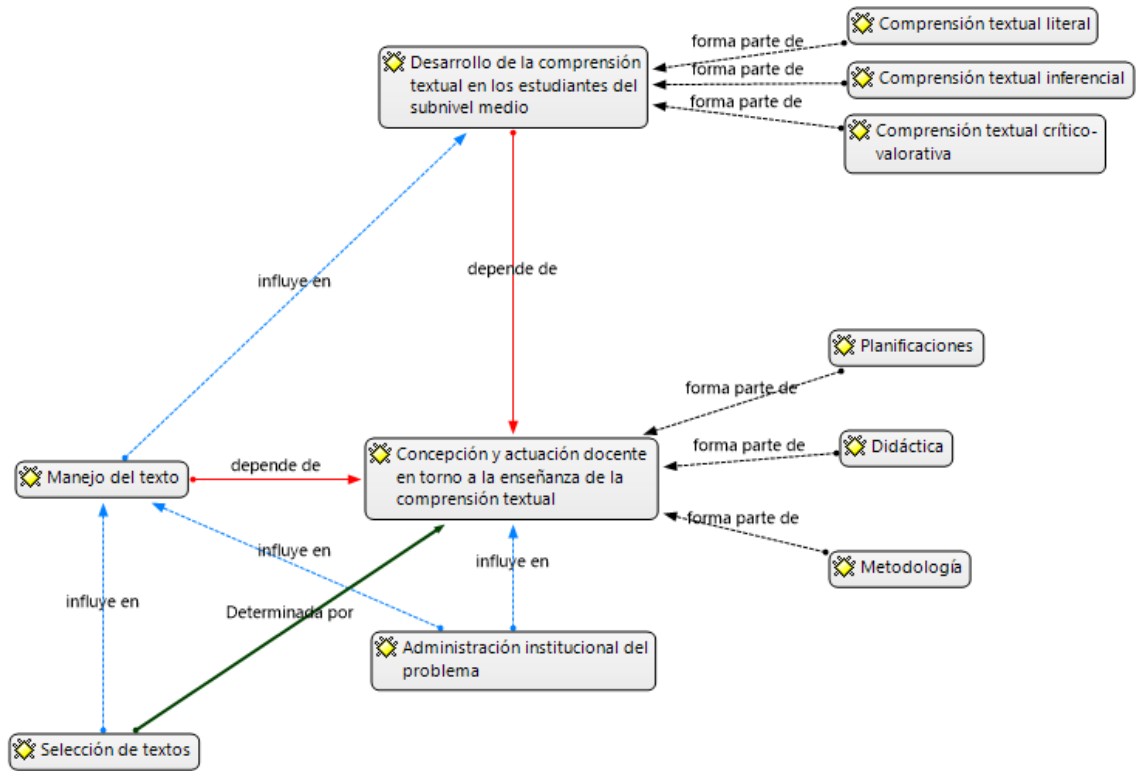 Comprensión textual literal
forma parte de
Desarrollo de la comprensión
textual en los estudiantes del
subnivel medio
forma parte de
Comprensión textual inferencial
forma parte de
Comprensión textual crítico-
valorativa
influye en
depende de
Planificaciones
forma parte de
Manejo del texto
depende de
Concepción y actuación docente
en torno a la enseñanza de la
comprensión textual
forma parte de
Didáctica
forma parte de
Metodología
influye en
influye en
influye en
Determinada por
Administración institucional del
problema
Selección de textos